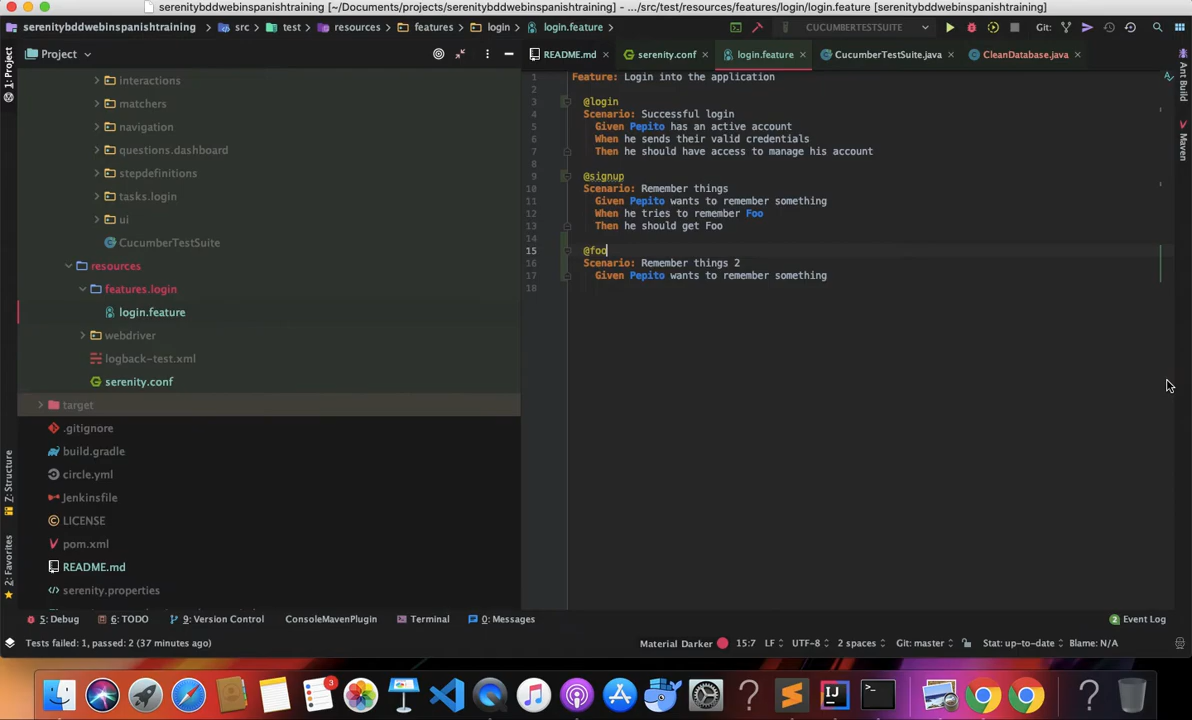 serenitybddwebinspanishtraining [~/Documents/projects/serenitybddwebinspanishtraining] - .../src/test/resources/features/login/login.feature [serenitybddwebinspanishtraining]
serenitybddwebinspanishtraining src test resources features login login.feature CUCUMBERTESTSUITE Git:
Project
README.md serenity.conf login.feature CucumberTestSuite.java CleanDatabase.java
1: Project
Z: Structure
2: Favorites
Ant Build
Maven
interactions
matchers
navigation
questions.dashboard
stepdefinitions
tasks.login
ui
CucumberTestSuite
resources
features.login
login.feature
webdriver
logback-test.xml
serenity.conf
target
.gitignore
build.gradle
circle.yml
Jenkinsfile
LICENSE
pom.xml
README.md
serenity.properties
1 Feature: Login into the application
2
3 @login
4 Scenario: Successful login
5 Given Pepito has an active account
6 When he sends their valid credentials
7 Then he should have access to manage his account
8
9 @signup
10 Scenario: Remember things
11 Given Pepito wants to remember something
12 When he tries to remember Foo
13 Then he should get Foo
14
15 @foo
16 Scenario: Remember things 2
17 Given Pepito wants to remember something
18
5: Debug 6: TODO 9: Version Control ConsoleMavenPlugin Terminal 0: Messages Event Log
Tests failed: 1, passed: 2 (37 minutes ago) Material Darker 15:7 LF UTF-8 2 spaces Git: master Stat: up-to-date Blame: N/A
3